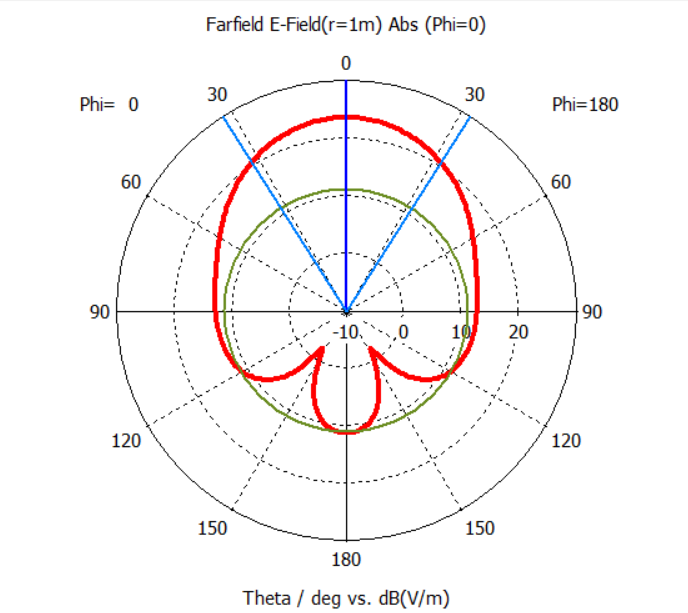 Farfield E-Field(r=1m) Abs (Phi=0)
0
30 30
Phi= 0 Phi=180
60 60
90 90
-10 0 10 20
120 120
150 150
180
Theta / deg vs. dB(V/m)